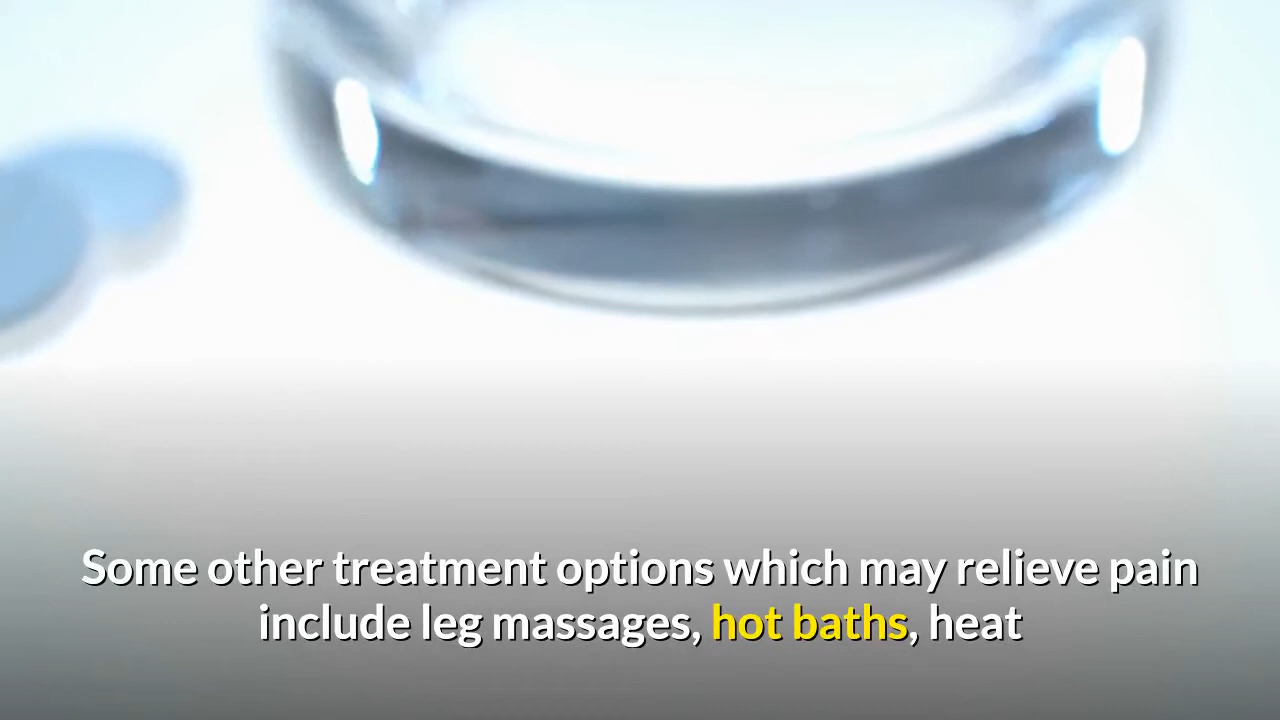 Some other treatment options which may relieve pain
include leg massages, hot baths, heat